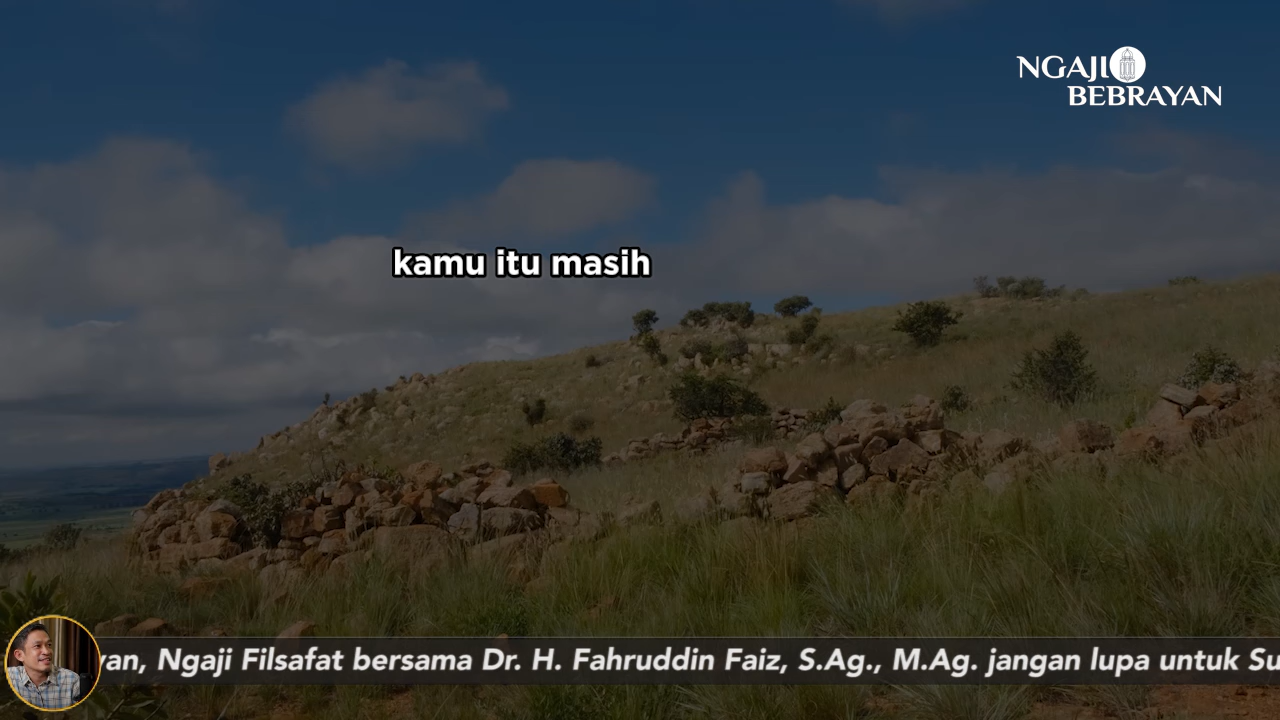 NGAJI
BEBRAYAN
kamu itu masih
yan, Ngaji Filsafat bersama Dr. H. Fahruddin Faiz, S.Ag., M.Ag. jangan lupa untuk Su